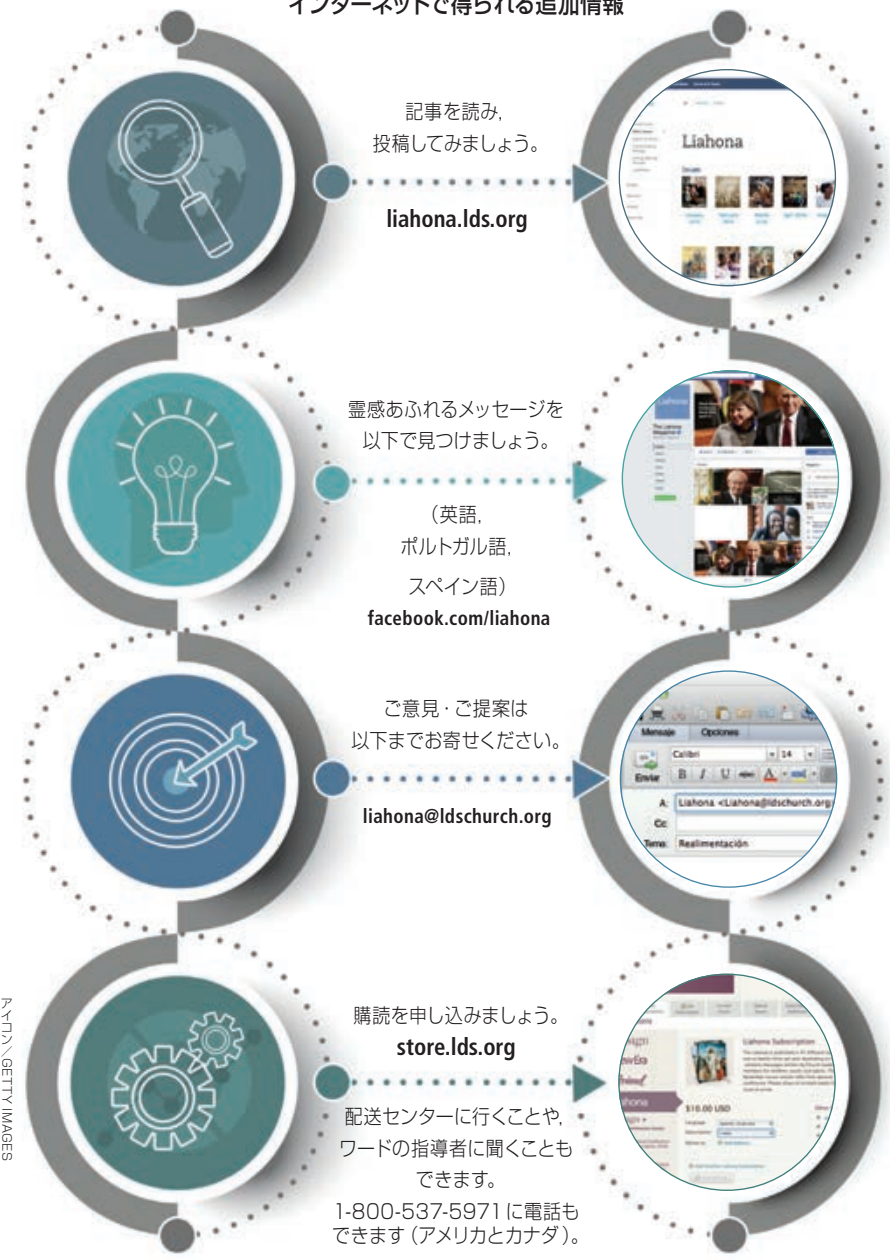 インターネットで得られる追加情報
記事を読み,
投稿してみましょう。
liahona.lds.org
Liahona
霊感あふれるメッセージを
以下で見つけましょう。
(英語,
ポルトガル語,
スペイン語)
facebook.com/liahona
Liahona
The Liahona
Magazine
ご意見・ご提案は
以下までお寄せください。
liahona@ldschurch.org
Mensaje Opciones
Calibri 14
Enviar B I U abc A
A: Liahona <Liahona@ldschurch.org
Cc:
Tema: Realimentación
購読を申し込みましょう。
store.lds.org
配送センターに行くことや,
ワードの指導者に聞くことも
できます。
1-800-537-5971 に電話も
できます(アメリカとカナダ)。
Liahona Subscription
$10.00 USD
アイコン/GETTY IMAGES